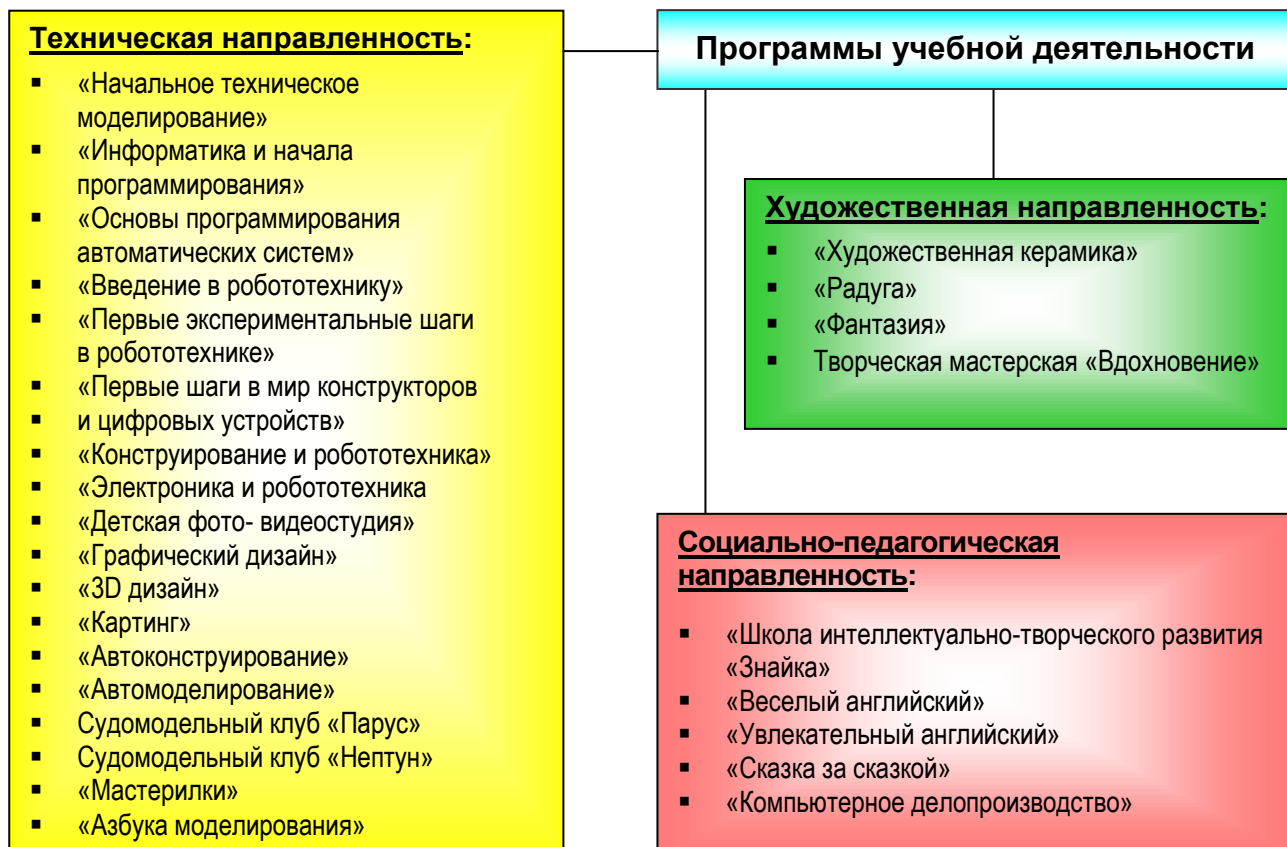 Техническая направленность:
▪ «Начальное техническое
моделирование»
▪ «Информатика и начала
программирования»
▪ «Основы программирования
автоматических систем»
▪ «Введение в робототехнику»
▪ «Первые экспериментальные шаги
в робототехнике»
▪ «Первые шаги в мир конструкторов
▪ и цифровых устройств»
▪ «Конструирование и робототехника»
▪ «Электроника и робототехника
▪ «Детская фото- видеостудия»
▪ «Графический дизайн»
▪ «3D дизайн»
▪ «Картинг»
▪ «Автоконструирование»
▪ «Автомоделирование»
▪ Судомодельный клуб «Парус»
▪ Судомодельный клуб «Нептун»
▪ «Мастерилки»
▪ «Азбука моделирования»
Программы учебной деятельности
Художественная направленность:
▪ «Художественная керамика»
▪ «Радуга»
▪ «Фантазия»
▪ Творческая мастерская «Вдохновение»
Социально-педагогическая
направленность:
▪ «Школа интеллектуально-творческого развития
«Знайка»
▪ «Веселый английский»
▪ «Увлекательный английский»
▪ «Сказка за сказкой»
▪ «Компьютерное делопроизводство»